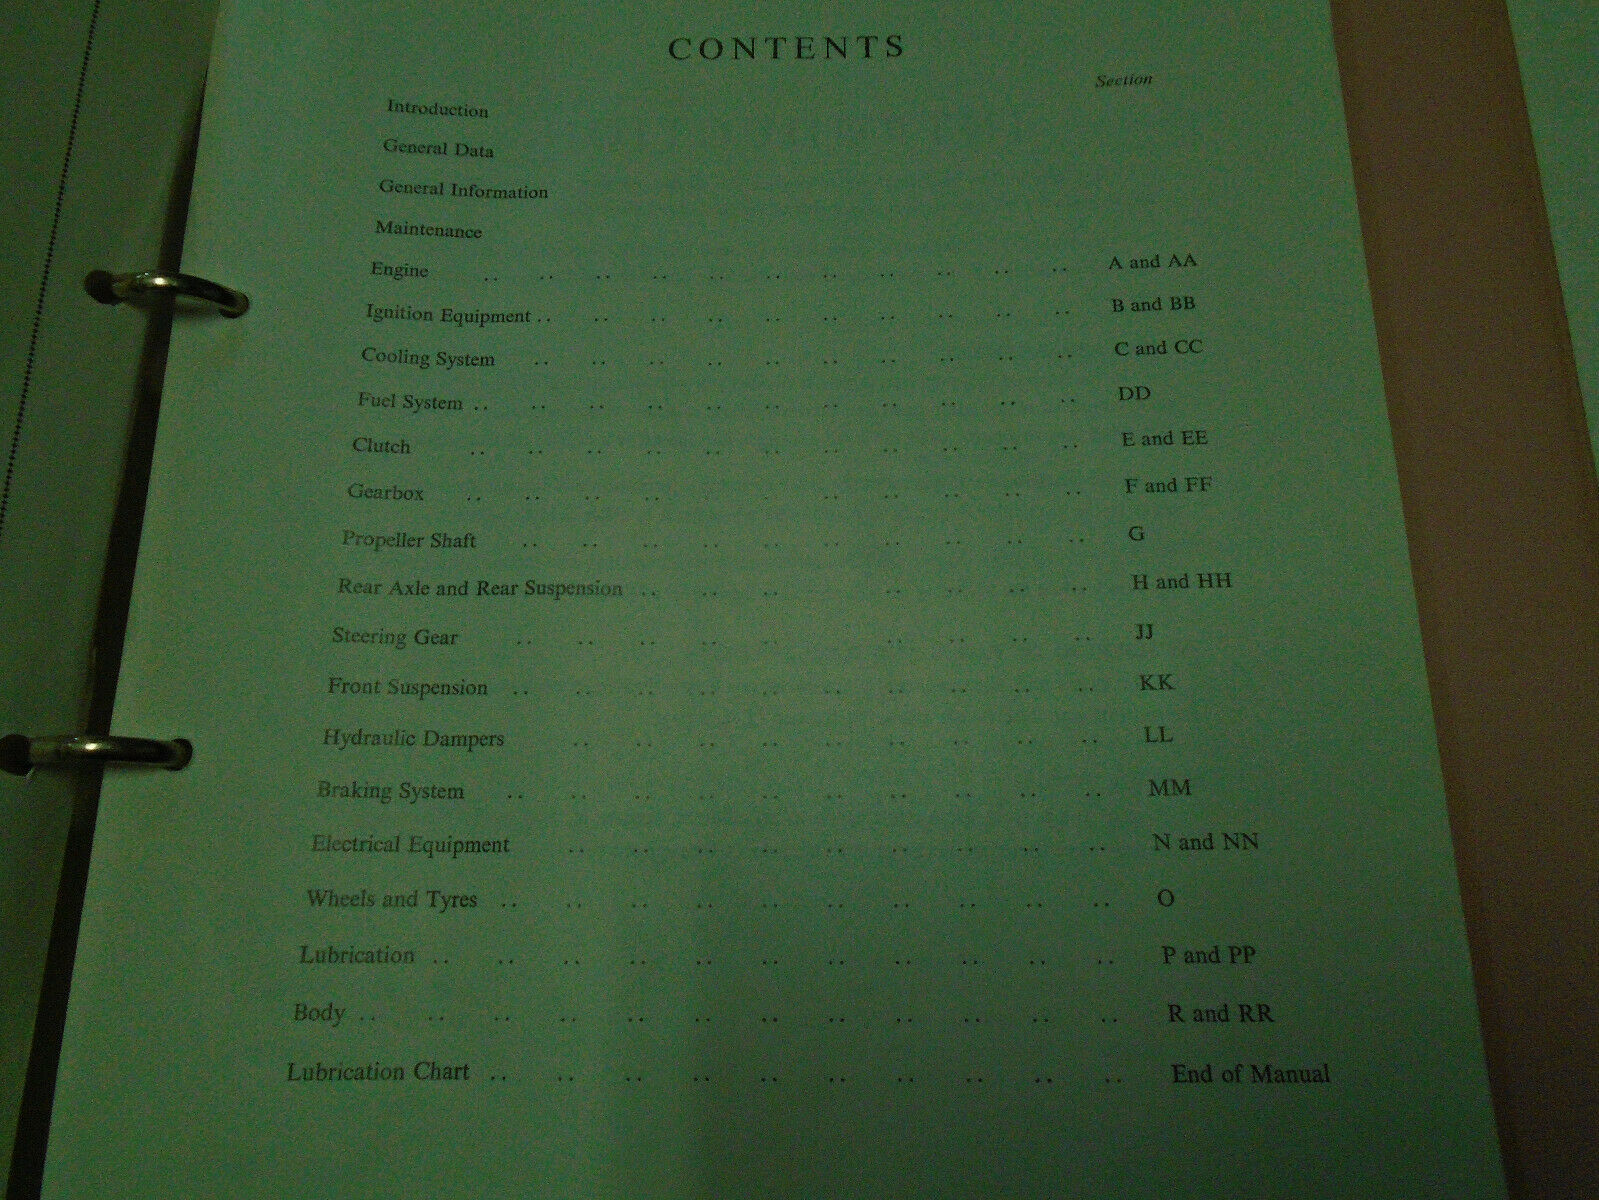 CONTENTS
Section
Introduction
General Data
General Information
Maintenance
Engine .. .. .. .. .. .. .. .. .. .. .. A and AA
Ignition Equipment .. .. .. .. .. .. .. .. .. .. B and BB
Cooling System .. .. .. .. .. .. .. .. .. .. C and CC
Fuel System .. .. .. .. .. .. .. .. .. .. .. DD
Clutch .. .. .. .. .. .. .. .. .. .. .. E and EE
Gearbox .. .. .. .. .. .. .. .. .. .. F and FF
Propeller Shaft .. .. .. .. .. .. .. .. .. .. G
Rear Axle and Rear Suspension .. .. .. .. .. .. .. H and HH
Steering Gear .. .. .. .. .. .. .. .. .. JJ
Front Suspension .. .. .. .. .. .. .. .. .. .. KK
Hydraulic Dampers .. .. .. .. .. .. .. .. .. LL
Braking System .. .. .. .. .. .. .. .. .. .. MM
Electrical Equipment .. .. .. .. .. .. .. .. .. N and NN
Wheels and Tyres .. .. .. .. .. .. .. .. .. .. O
Lubrication .. .. .. .. .. .. .. .. .. .. .. P and PP
Body .. .. .. .. .. .. .. .. .. .. .. .. R and RR
Lubrication Chart .. .. .. .. .. .. .. .. .. .. End of Manual